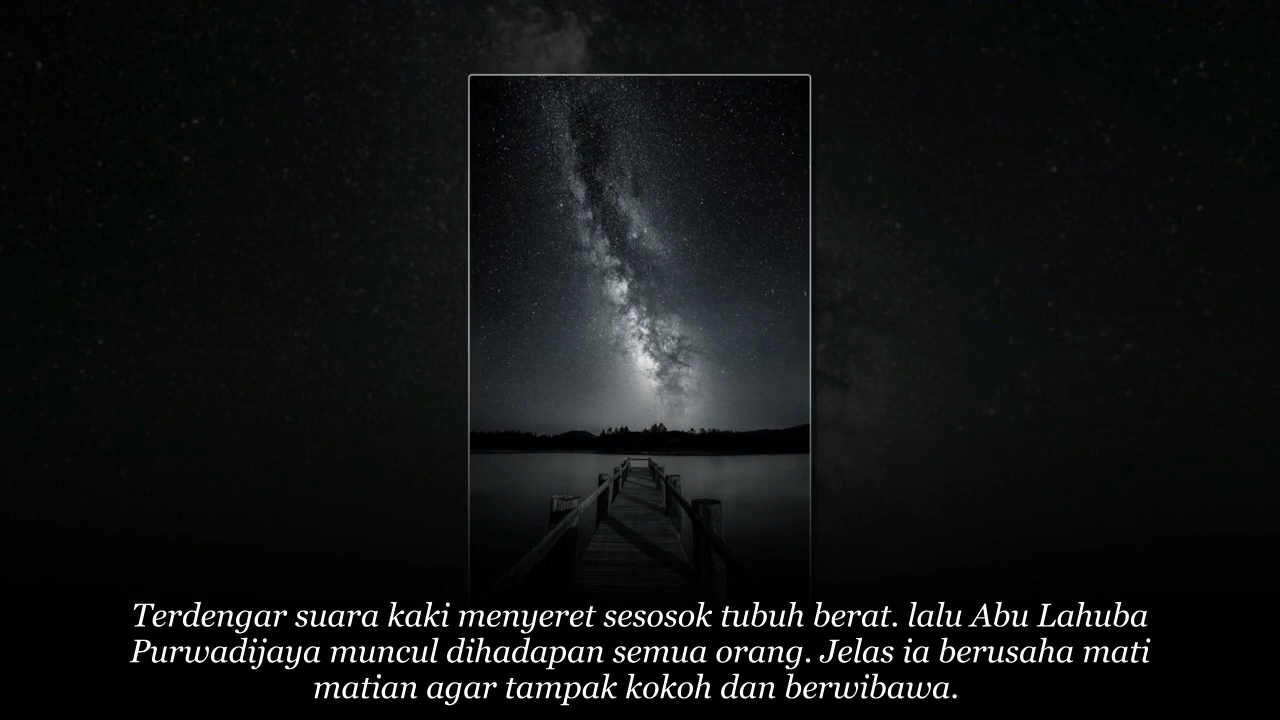 Terdengar suara kaki menyeret sesosok tubuh berat. lalu Abu Lahuba
Purwadijaya muncul dihadapan semua orang. Jelas ia berusaha mati
matian agar tampak kokoh dan berwibawa.